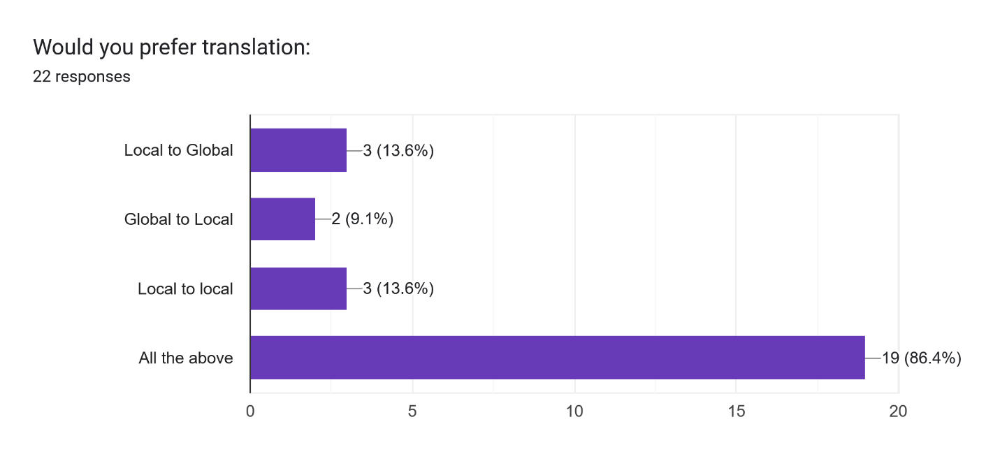 Would you prefer translation:
22 responses
Local to Global 3 (13.6%)
Global to Local 2 (9.1%)
Local to local 3 (13.6%)
All the above 19 (86.4%)
0 5 10 15 20